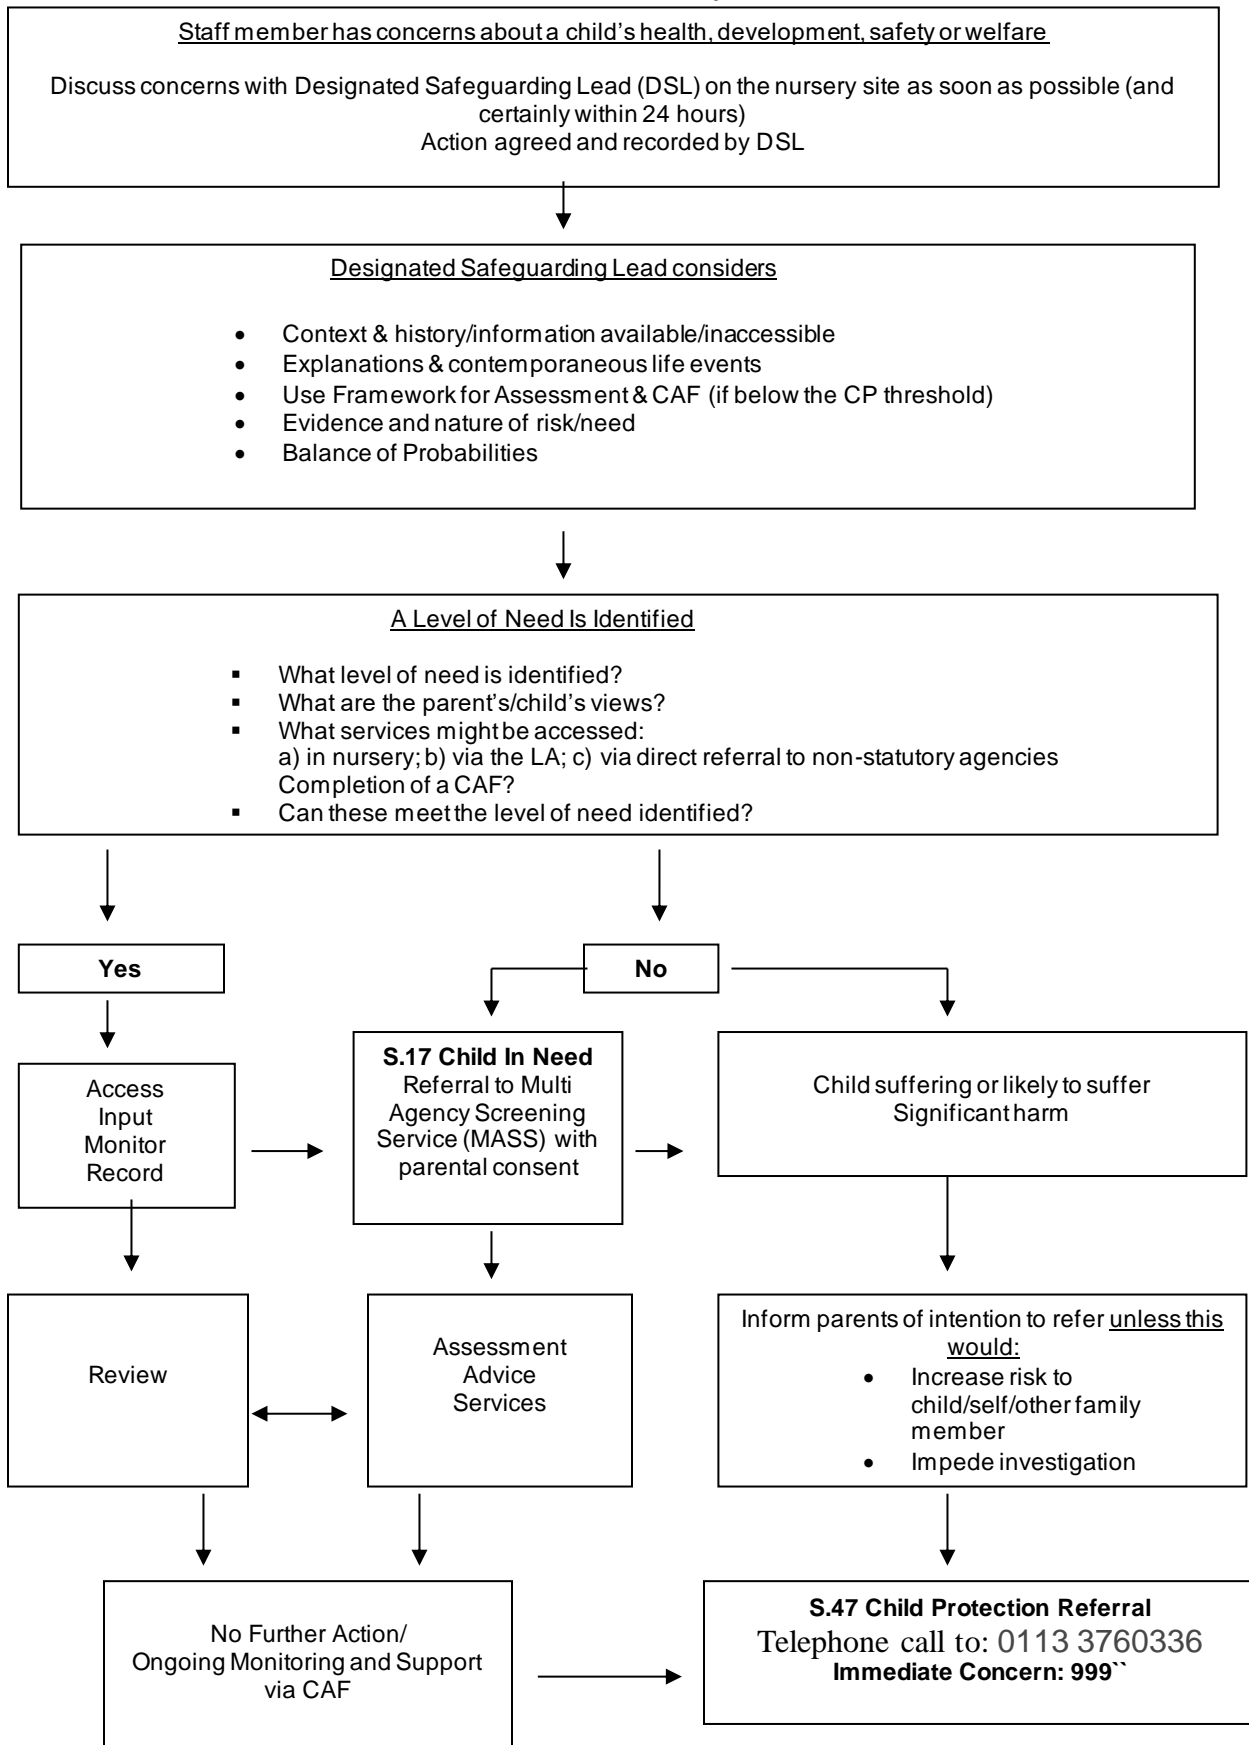 Staff member has concerns about a child's health, development, safety or welfare
Discuss concerns with Designated Safeguarding Lead (DSL) on the nursery site as soon as possible (and
certainly within 24 hours)
Action agreed and recorded by DSL
Designated Safeguarding Lead considers
• Context & history/information available/inaccessible
• Explanations & contemporaneous life events
• Use Framework for Assessment & CAF (if below the CP threshold)
• Evidence and nature of risk/need
• Balance of Probabilities
A Level of Need Is Identified
▪ What level of need is identified?
▪ What are the parent's/child's views?
▪ What services might be accessed:
a) in nursery; b) via the LA; c) via direct referral to non-statutory agencies
Completion of a CAF?
▪ Can these meet the level of need identified?
Yes
No
Access
Input
Monitor
Record
S.17 Child In Need
Referral to Multi
Agency Screening
Service (MASS) with
parental consent
Child suffering or likely to suffer
Significant harm
Review
Assessment
Advice
Services
Inform parents of intention to refer unless this
would:
• Increase risk to
child/self/other family
member
• Impede investigation
No Further Action/
Ongoing Monitoring and Support
via CAF
S.47 Child Protection Referral
Telephone call to: 0113 3760336
Immediate Concern: 999``